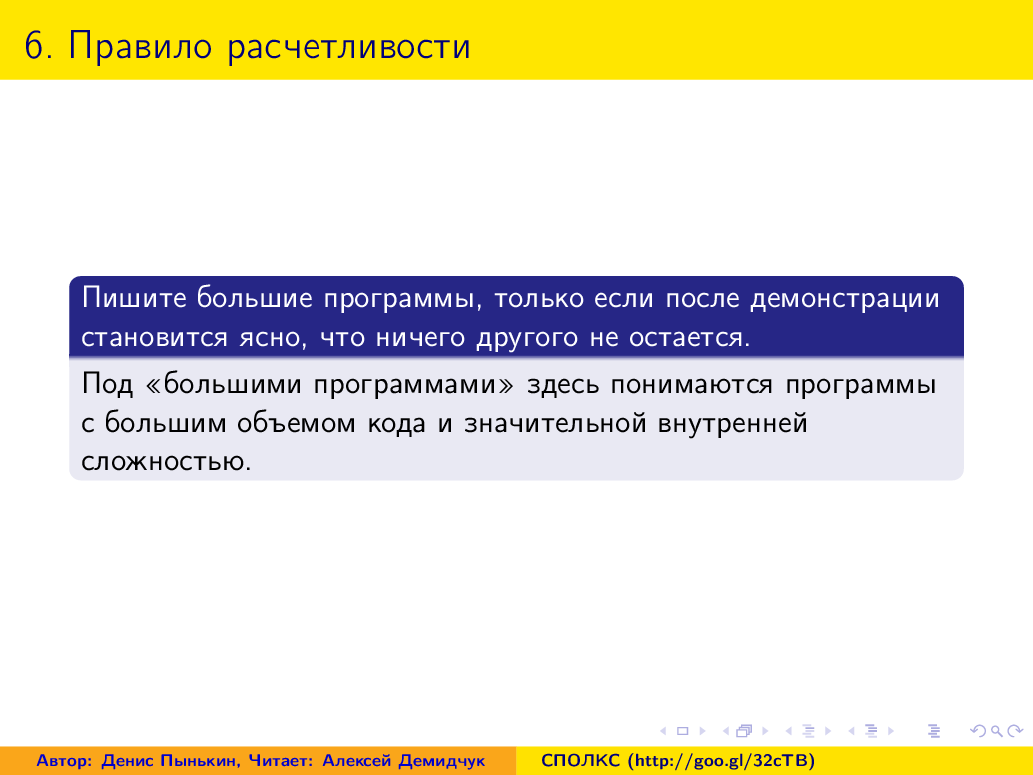 6. Правило расчетливости
Пишите большие программы, только если после демонстрации
становится ясно, что ничего другого не остается.
Под «большими программами» здесь понимаются программы
с большим объемом кода и значительной внутренней
сложностью.
Автор: Денис Пынькин, Читает: Алексей Демидчук
СПОЛКС (http://goo.gl/32cTB)